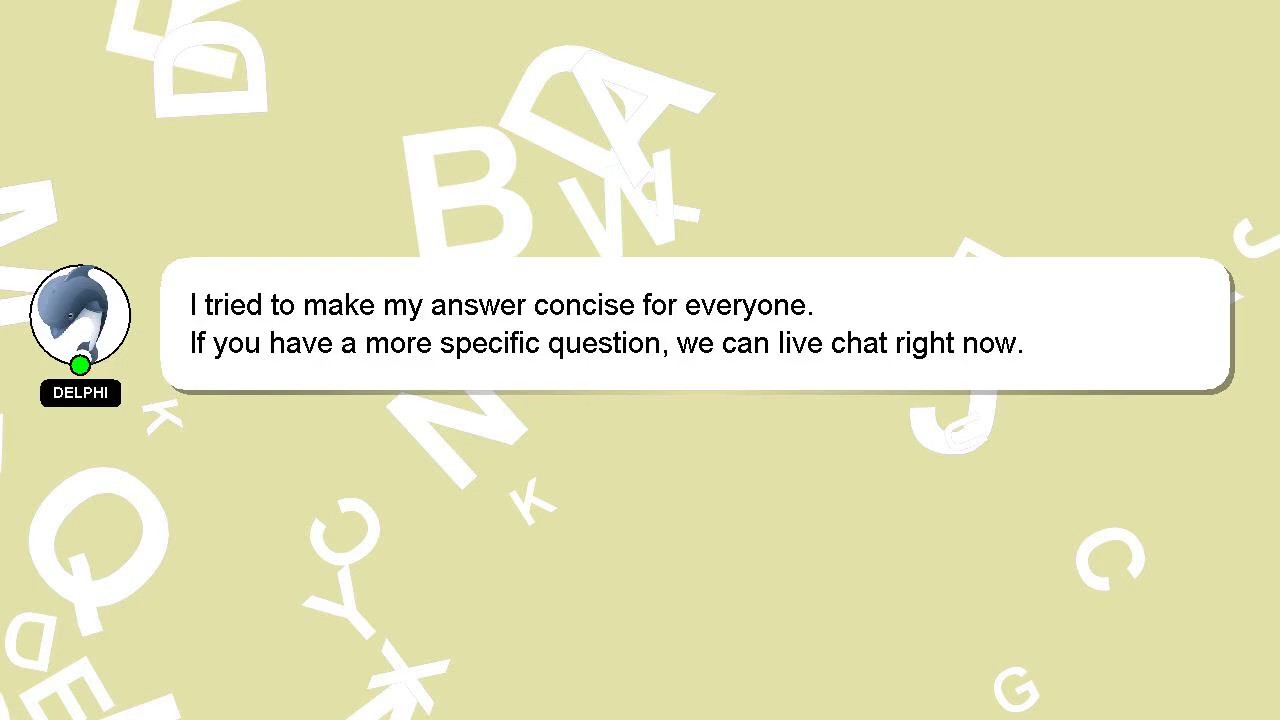 I tried to make my answer concise for everyone.
If you have a more specific question, we can live chat right now.
DELPHI